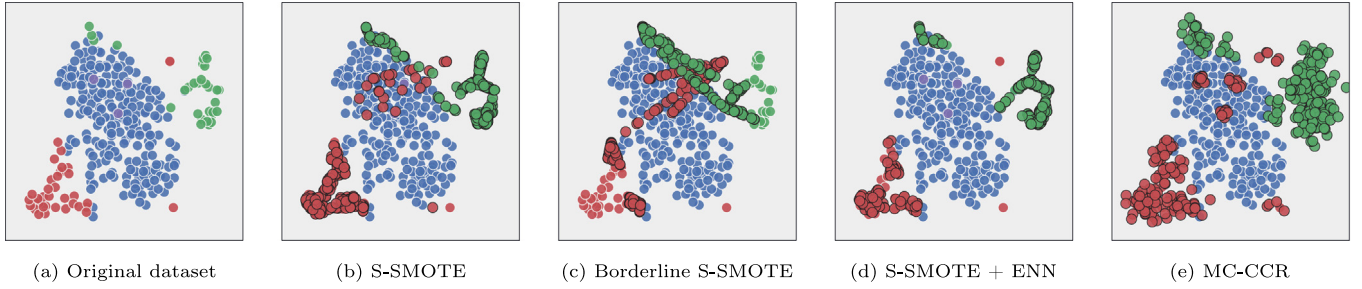 (a) Original dataset
(b) S-SMOTE
(c) Borderline S-SMOTE
(d) S-SMOTE + ENN
(e) MC-CCR